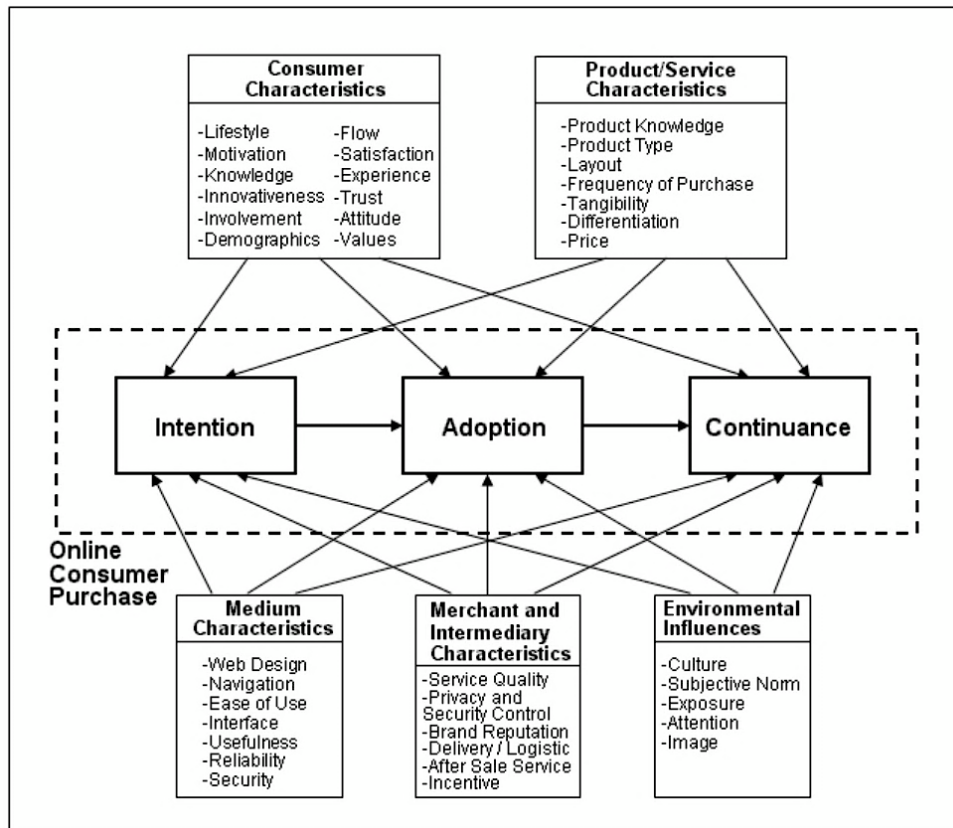 Consumer
Characteristics
-Lifestyle
-Motivation
-Knowledge
-Innovativeness
-Involvement
-Demographics
-Flow
-Satisfaction
-Experience
-Trust
-Attitude
-Values
Product/Service
Characteristics
-Product Knowledge
-Product Type
-Layout
-Frequency of Purchase
-Tangibility
-Differentiation
-Price
Intention
Adoption
Continuance
Online
Consumer
Purchase
Medium
Characteristics
-Web Design
-Navigation
-Ease of Use
-Interface
-Usefulness
-Reliability
-Security
Merchant and
Intermediary
Characteristics
-Service Quality
-Privacy and
Security Control
-Brand Reputation
-Delivery / Logistic
-After Sale Service
-Incentive
Environmental
Influences
-Culture
-Subjective Norm
-Exposure
-Attention
-Image